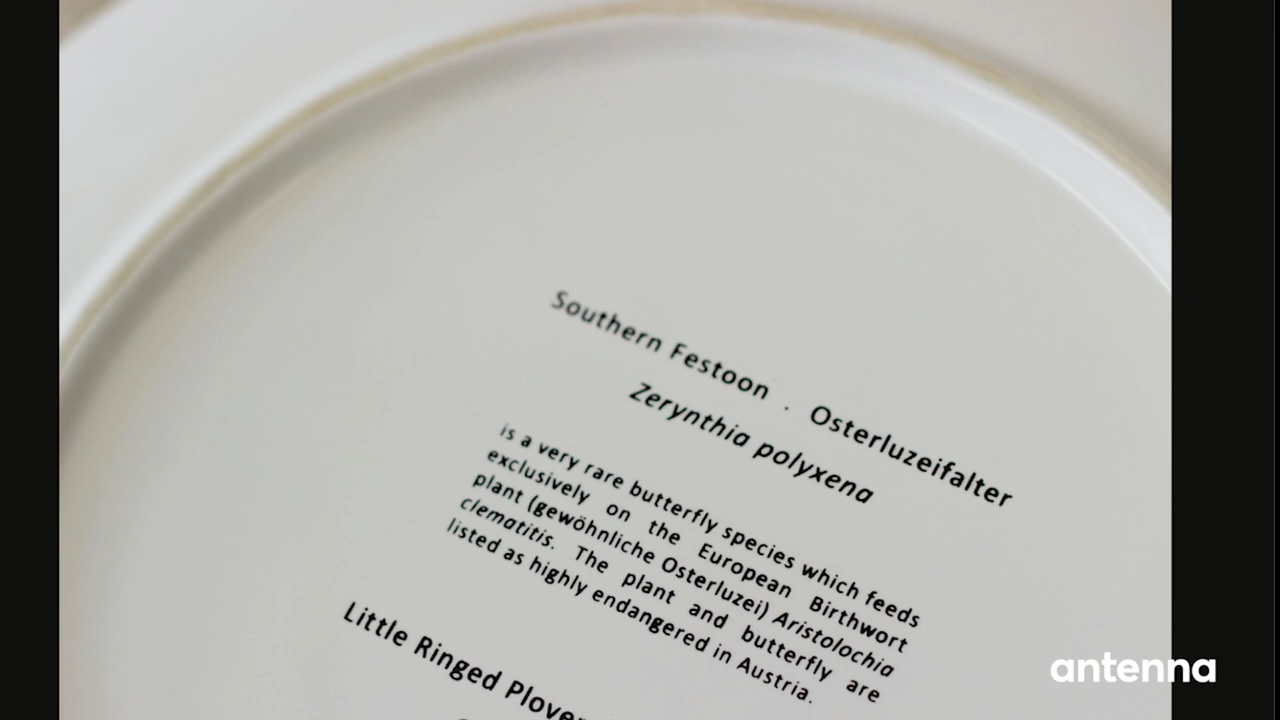 Southern Festoon . Osterluzeifalter
Zerynthia polyxena
is a very rare butterfly species which feeds
exclusively on the European Birthwort
plant (gewöhnliche Osterluzei) Aristolochia
clematitis. The plant and butterfly are
listed as highly endangered in Austria.
Little Ringed Plover
antenna